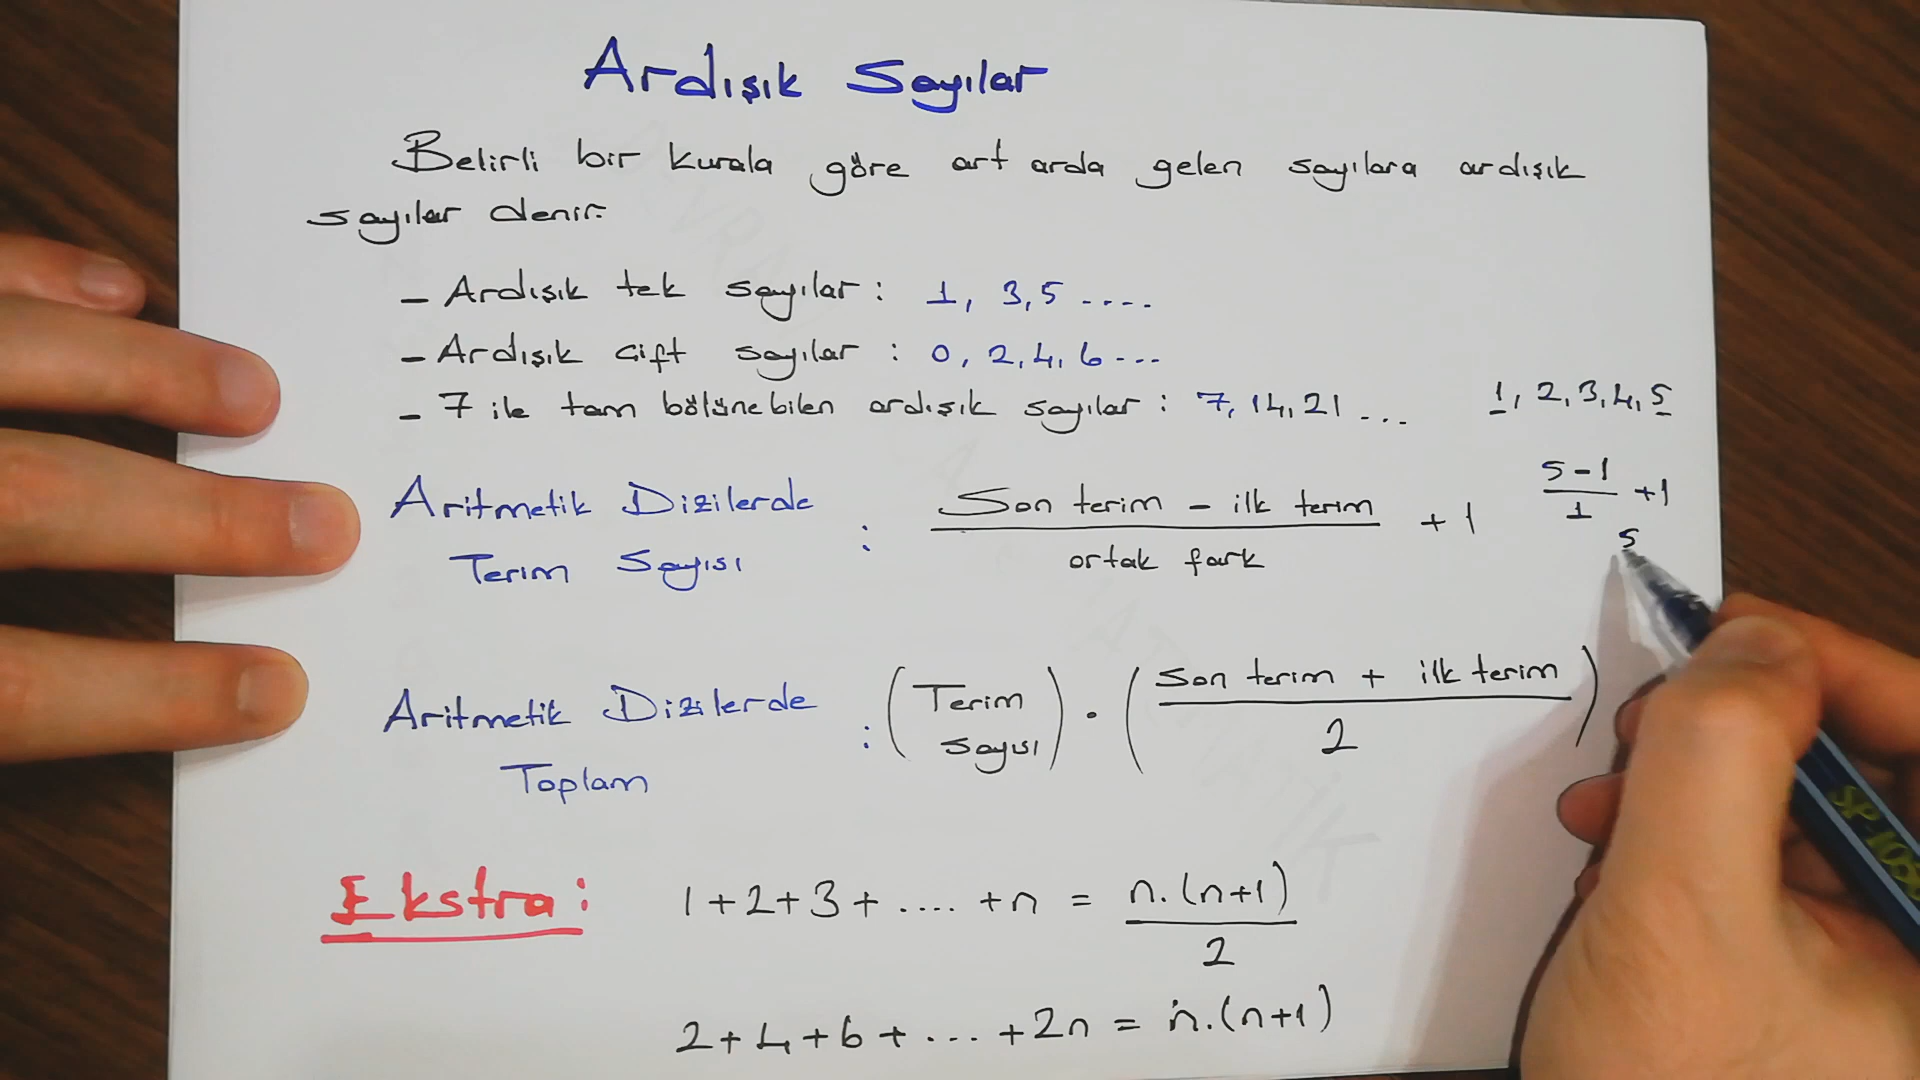 Ardışık Sayılar
Belirli bir kurala göre art arda gelen sayılara ardışık
sayılar denir.
- Ardışık tek sayılar : 1, 3, 5 ....
- Ardışık çift sayılar : 0, 2, 4, 6 ...
- 7 ile tam bölünebilen ardışık sayılar : 7, 14, 21 ...
1, 2, 3, 4, 5
Aritmetik Dizilerde
Terim Sayısı
:
Son terim - ilk terim
ortak fark
+ 1
5 - 1
1
+1
5
Aritmetik Dizilerde
Toplam
:
( Terim
sayısı ) . ( son terim + ilk terim
2 )
Ekstra :
1 + 2 + 3 + .... + n = n.(n+1)
2
2 + 4 + 6 + ... + 2n = n.(n+1)